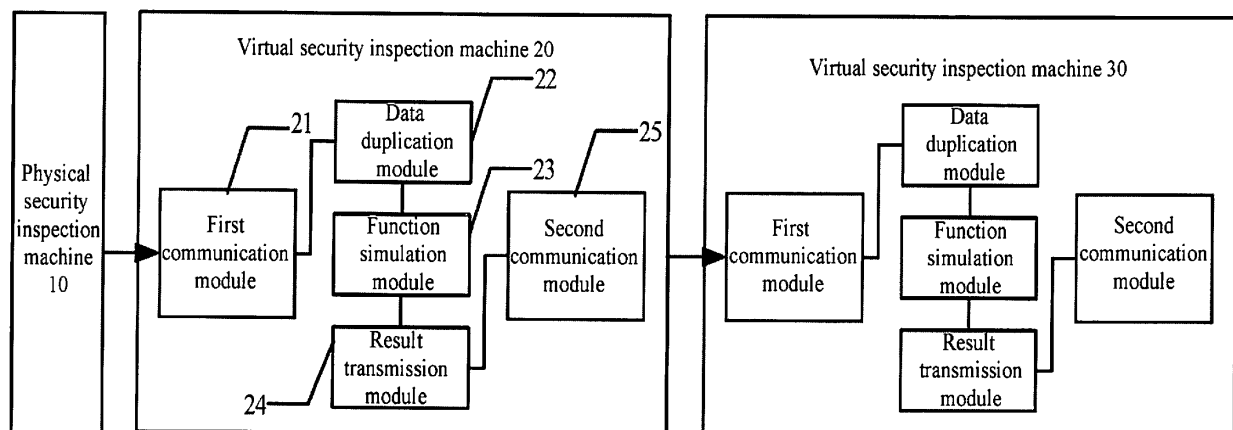 Physical
security
inspection
machine
10
Virtual security inspection machine 20
21
22
23
24
25
First
communication
module
Data
duplication
module
Function
simulation
module
Result
transmission
module
Second
communication
module
Virtual security inspection machine 30
First
communication
module
Data
duplication
module
Function
simulation
module
Result
transmission
module
Second
communication
module